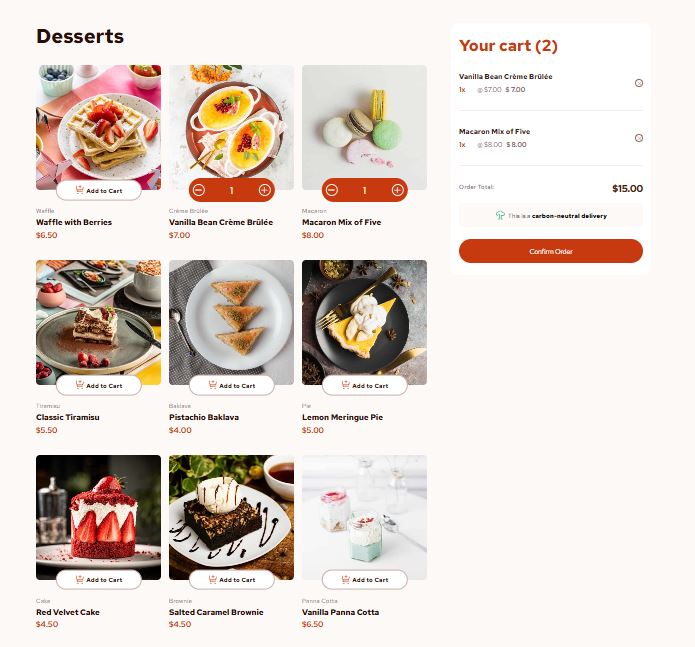 Desserts
Add to Cart
Waffle
Waffle with Berries
$6.50
1
Crème Brûlée
Vanilla Bean Crème Brûlée
$7.00
1
Macaron
Macaron Mix of Five
$8.00
Add to Cart
Tiramisu
Classic Tiramisu
$5.50
Add to Cart
Baklava
Pistachio Baklava
$4.00
Add to Cart
Pie
Lemon Meringue Pie
$5.00
Add to Cart
Cake
Red Velvet Cake
$4.50
Add to Cart
Brownie
Salted Caramel Brownie
$4.50
Add to Cart
Panna Cotta
Vanilla Panna Cotta
$6.50
Your cart (2)
Vanilla Bean Crème Brûlée
1x @ $7.00 $ 7.00
Macaron Mix of Five
1x @ $8.00 $ 8.00
Order Total: $15.00
This is a carbon-neutral delivery
Confirm Order